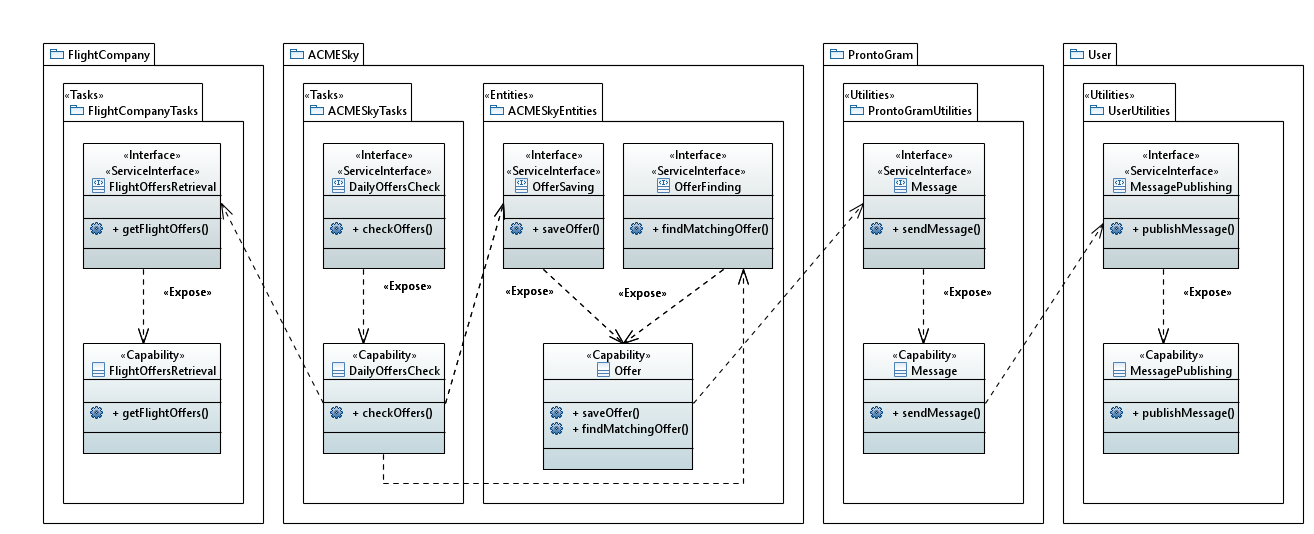 FlightCompany
«Tasks»
FlightCompanyTasks
«Interface»
«ServiceInterface»
FlightOffersRetrieval
+ getFlightOffers()
«Expose»
«Capability»
FlightOffersRetrieval
+ getFlightOffers()
ACMESky
«Tasks»
ACMESkyTasks
«Interface»
«ServiceInterface»
DailyOffersCheck
+ checkOffers()
«Expose»
«Capability»
DailyOffersCheck
+ checkOffers()
«Entities»
ACMESkyEntities
«Interface»
«ServiceInterface»
OfferSaving
+ saveOffer()
«Expose»
«Interface»
«ServiceInterface»
OfferFinding
+ findMatchingOffer()
«Expose»
«Capability»
Offer
+ saveOffer()
+ findMatchingOffer()
ProntoGram
«Utilities»
ProntoGramUtilities
«Interface»
«ServiceInterface»
Message
+ sendMessage()
«Expose»
«Capability»
Message
+ sendMessage()
User
«Utilities»
UserUtilities
«Interface»
«ServiceInterface»
MessagePublishing
+ publishMessage()
«Expose»
«Capability»
MessagePublishing
+ publishMessage()